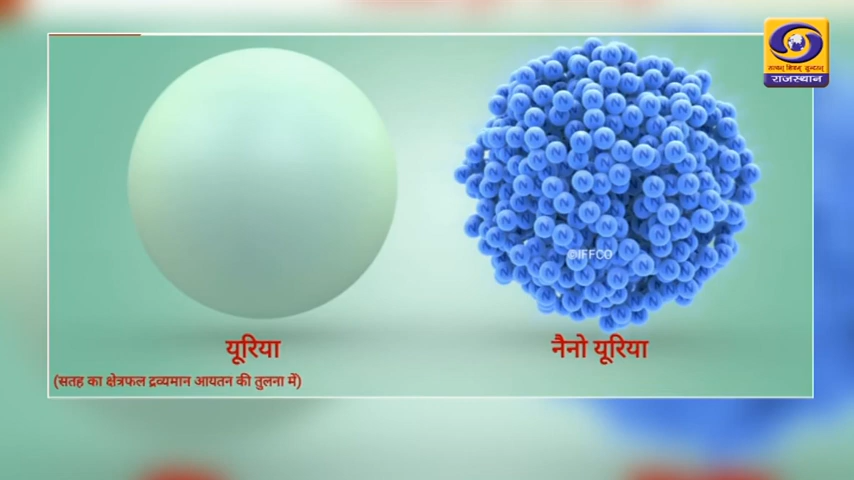 राजस्थान
©IFFCO
यूरिया
नैनो यूरिया
(सतह का क्षेत्रफल द्रव्यमान आयतन की तुलना में)